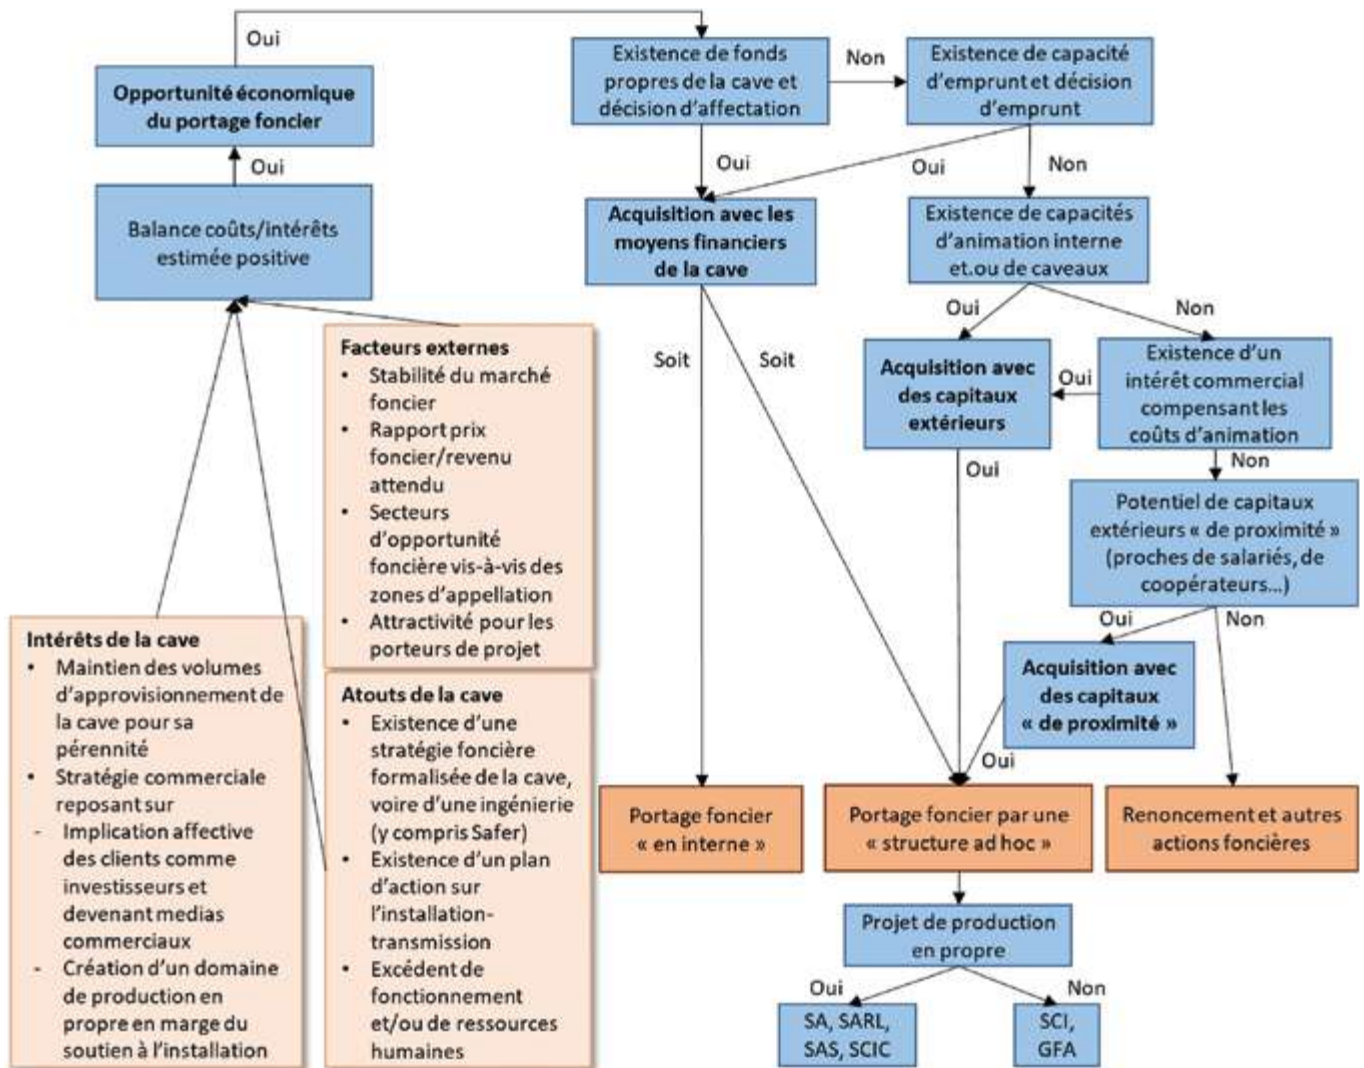 Oui
Opportunité économique
du portage foncier
Oui
Balance coûts/intérêts
estimée positive
Existence de fonds
propres de la cave et
décision d'affectation
Non
Existence de capacité
d'emprunt et décision
d'emprunt
Oui
Oui
Non
Acquisition avec les
moyens financiers
de la cave
Existence de capacités
d'animation interne
et.ou de caveaux
Oui
Non
Soit
Soit
Acquisition avec
des capitaux
extérieurs
Oui
Existence d'un
intérêt commercial
compensant les
coûts d'animation
Oui
Non
Potentiel de capitaux
extérieurs « de proximité »
(proches de salariés, de
coopérateurs...)
Oui
Non
Acquisition avec
des capitaux
« de proximité »
Oui
Facteurs externes
• Stabilité du marché
foncier
• Rapport prix
foncier/revenu
attendu
• Secteurs
d'opportunité
foncière vis-à-vis des
zones d'appellation
• Attractivité pour les
porteurs de projet
Intérêts de la cave
• Maintien des volumes
d'approvisionnement de
la cave pour sa
pérennité
• Stratégie commerciale
reposant sur
- Implication affective
des clients comme
investisseurs et
devenant medias
commerciaux
- Création d'un domaine
de production en
propre en marge du
soutien à l'installation
Atouts de la cave
• Existence d'une
stratégie foncière
formalisée de la cave,
voire d'une ingénierie
(y compris Safer)
• Existence d'un plan
d'action sur
l'installation-
transmission
• Excédent de
fonctionnement
et/ou de ressources
humaines
Portage foncier
« en interne »
Portage foncier par une
« structure ad hoc »
Renoncement et autres
actions foncières
Projet de production
en propre
Oui
Non
SA, SARL,
SAS, SCIC
SCI,
GFA